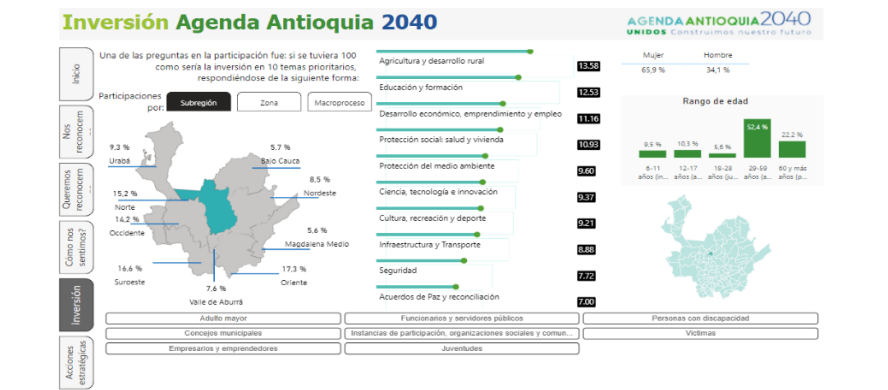 Inversión Agenda Antioquia 2040
AGENDA ANTIOQUIA 2040
UNIDOS Construimos nuestro futuro
Inicio
Nos reconocem
Queremos reconocem
Cómo nos sentimos?
Inversión
Acciones estratégicas
Una de las preguntas en la participación fue: si se tuviera 100
como sería la inversión en 10 temas prioritarios,
respondiéndose de la siguiente forma:
Participaciones
por:
Subregión
Zona
Macroproceso
9,3 %
Urabá
5,7 %
Bajo Cauca
8,5 %
Nordeste
15,2 %
Norte
14,2 %
Occidente
5,6 %
Magdalena Medio
16,6 %
Suroeste
17,3 %
Oriente
7,6 %
Valle de Aburrá
Agricultura y desarrollo rural
13.58
Educación y formación
12.53
Desarrollo económico, emprendimiento y empleo
11.16
Protección social: salud y vivienda
10.93
Protección del medio ambiente
9.60
Ciencia, tecnología e innovación
9.37
Cultura, recreación y deporte
9.21
Infraestructura y Transporte
8.88
Seguridad
7.72
Acuerdos de Paz y reconciliación
7.00
Mujer
Hombre
65,9 %
34,1 %
Rango de edad
9,5 %
10,3 %
52,4 %
22,2 %
6-11
años (in...
12-17
años (a...
años (ju...
años (a...
60 y más
años (p...
Adulto mayor
Funcionarios y servidores públicos
Personas con discapacidad
Concejos municipales
Instancias de participación, organizaciones sociales y comun...
Víctimas
Empresarios y emprendedores
Juventudes